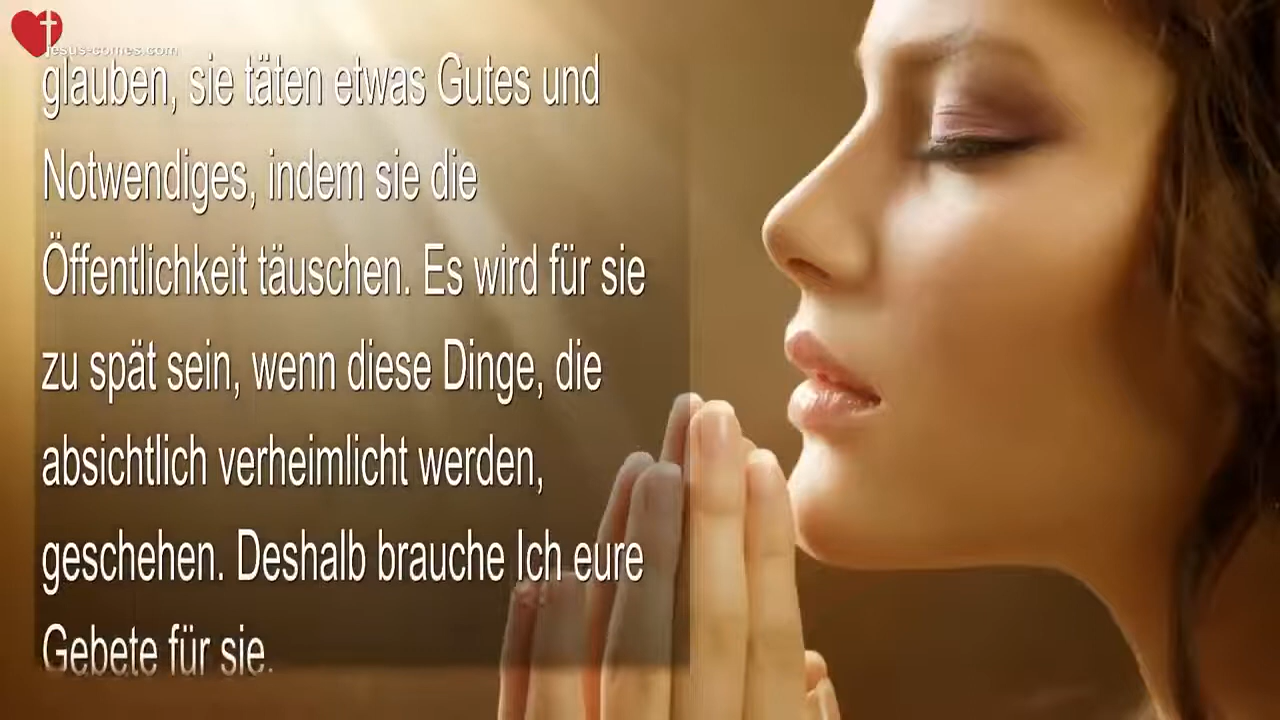 jesus-comes.com
glauben, sie täten etwas Gutes und
Notwendiges, indem sie die
Öffentlichkeit täuschen. Es wird für sie
zu spät sein, wenn diese Dinge, die
absichtlich verheimlicht werden,
geschehen. Deshalb brauche Ich eure
Gebete für sie.